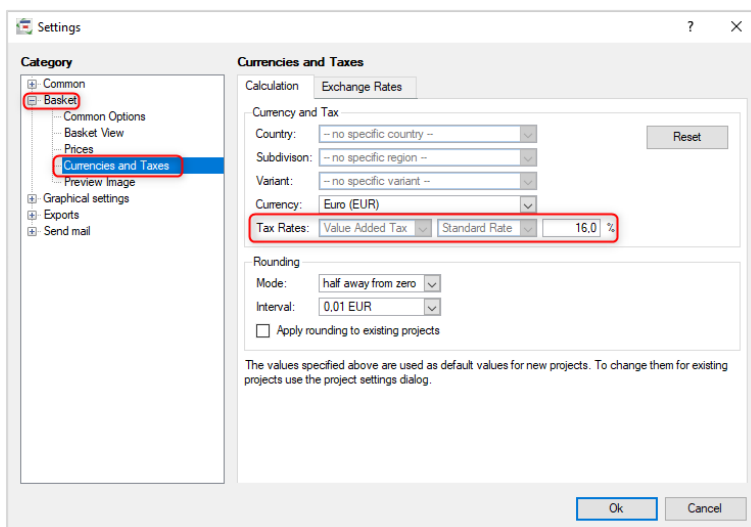 Settings
?
Category
Common
Basket
Common Options
Basket View
Prices
Currencies and Taxes
Preview Image
Graphical settings
Exports
Send mail
Currencies and Taxes
Calculation Exchange Rates
Currency and Tax
Country: -- no specific country -- Reset
Subdivison: -- no specific region --
Variant: -- no specific variant --
Currency: Euro (EUR)
Tax Rates: Value Added Tax Standard Rate 16,0 %
Rounding
Mode: half away from zero
Interval: 0,01 EUR
Apply rounding to existing projects
The values specified above are used as default values for new projects. To change them for existing
projects use the project settings dialog.
Ok Cancel